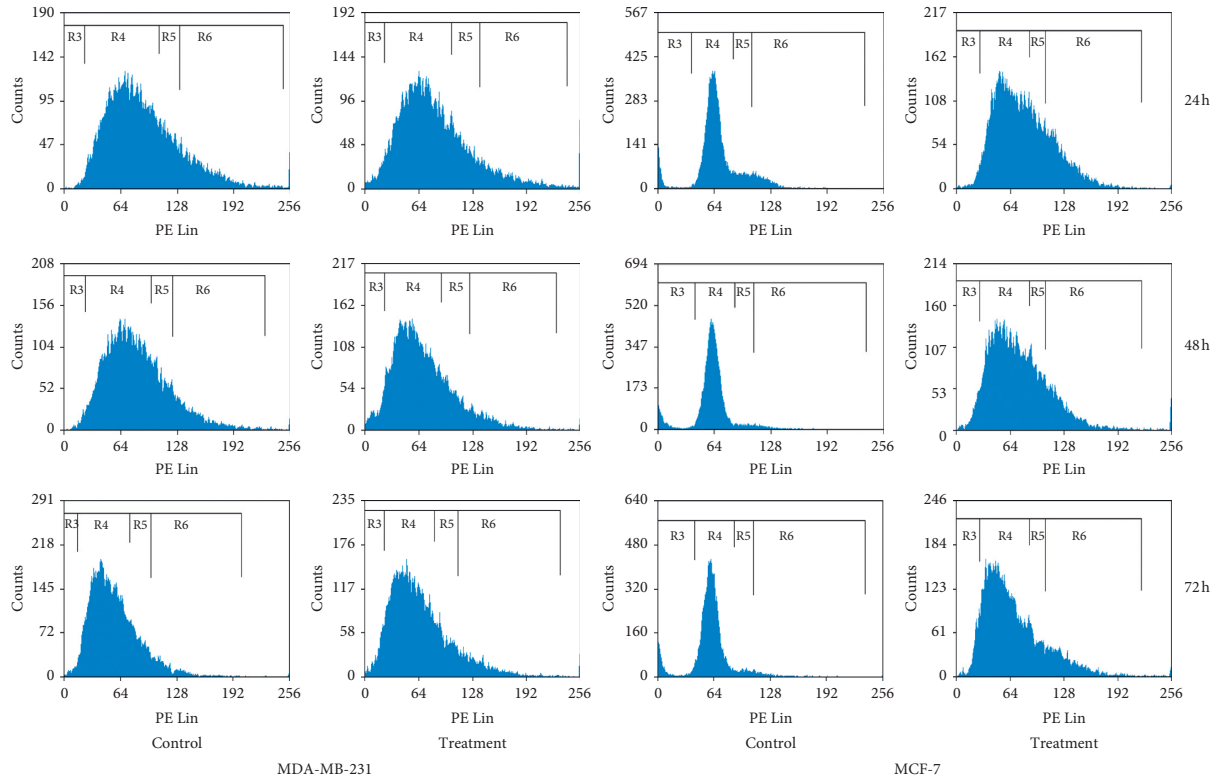 190
142
95
47
0
Counts
R3 R4 R5 R6
0 64 128 192 256
PE Lin
192
144
96
48
0
Counts
R3 R4 R5 R6
0 64 128 192 256
PE Lin
567
425
283
141
0
Counts
R3 R4 R5 R6
0 64 128 192 256
PE Lin
217
162
108
54
0
Counts
R3 R4 R5 R6
0 64 128 192 256
PE Lin
24 h
208
156
104
52
0
Counts
R3 R4 R5 R6
0 64 128 192 256
PE Lin
217
162
108
54
0
Counts
R3 R4 R5 R6
0 64 128 192 256
PE Lin
694
520
347
173
0
Counts
R3 R4 R5 R6
0 64 128 192 256
PE Lin
214
160
107
53
0
Counts
R3 R4 R5 R6
0 64 128 192 256
PE Lin
48 h
291
218
145
72
0
Counts
R3 R4 R5 R6
0 64 128 192 256
PE Lin
Control
235
176
117
58
0
Counts
R3 R4 R5 R6
0 64 128 192 256
PE Lin
Treatment
640
480
320
160
0
Counts
R3 R4 R5 R6
0 64 128 192 256
PE Lin
Control
246
184
123
61
0
Counts
R3 R4 R5 R6
0 64 128 192 256
PE Lin
Treatment
72 h
MDA-MB-231
MCF-7